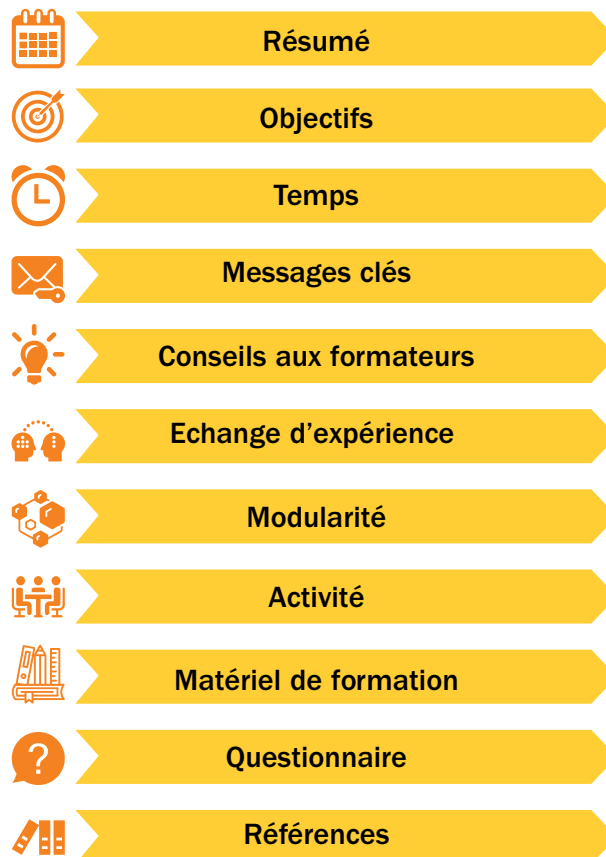 Résumé
Objectifs
Temps
Messages clés
Conseils aux formateurs
Echange d'expérience
Modularité
Activité
Matériel de formation
?
Questionnaire
Références